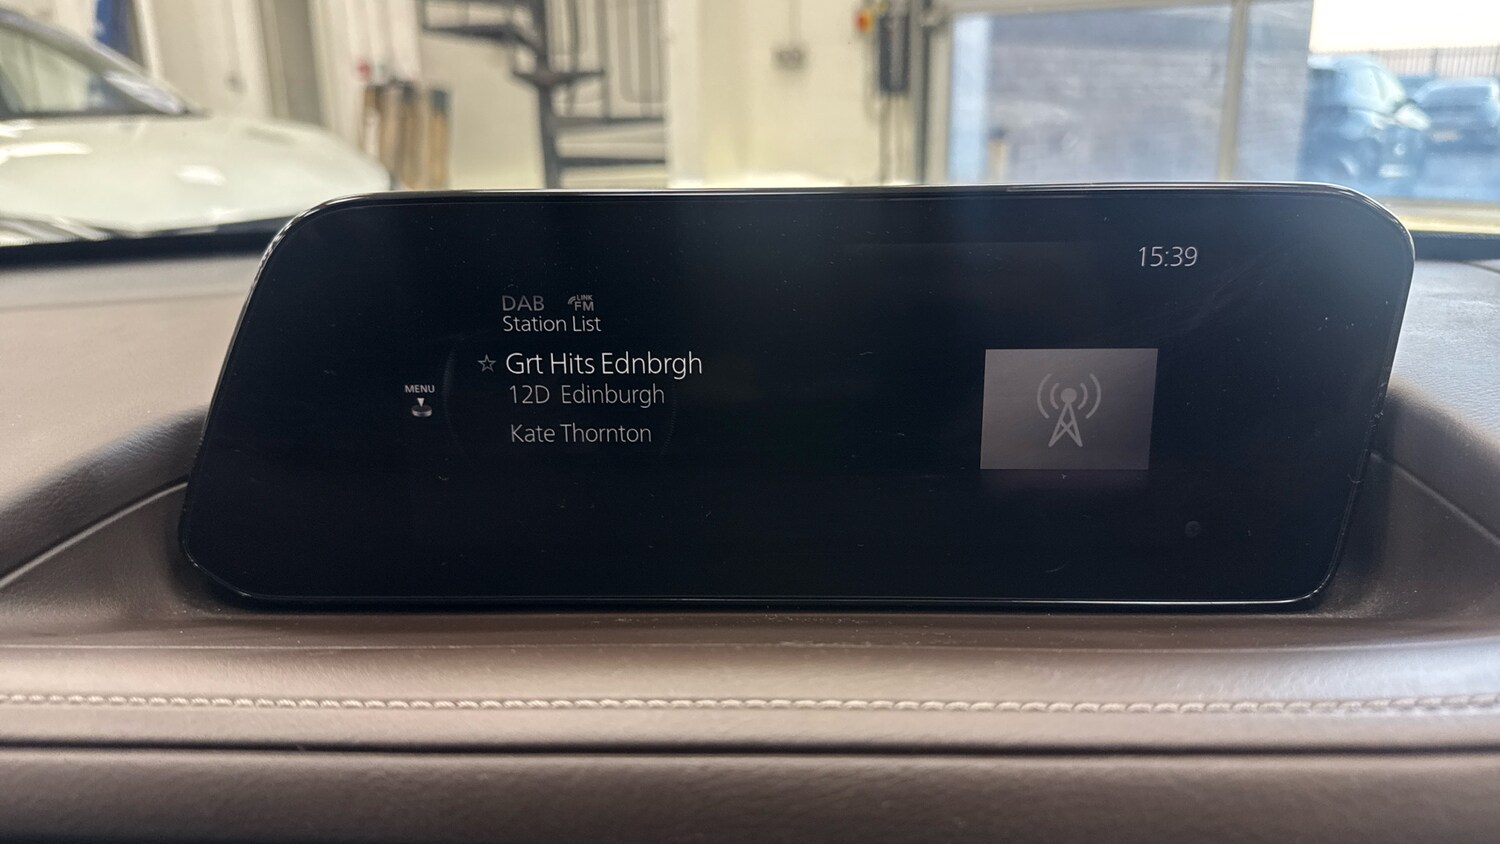 15:39
DAB LINK FM
Station List
☆ Grt Hits Ednbrgh
MENU
12D Edinburgh
Kate Thornton